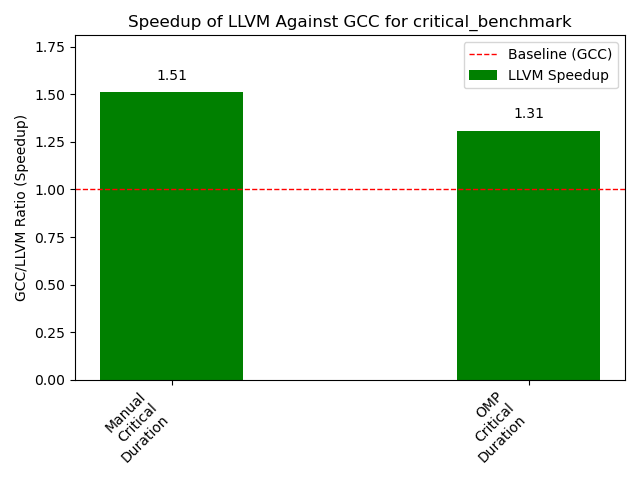 Speedup of LLVM Against GCC for critical_benchmark
GCC/LLVM Ratio (Speedup)
1.75
1.50
1.25
1.00
0.75
0.50
0.25
0.00
Baseline (GCC)
LLVM Speedup
1.51
1.31
Manual
Critical
Duration
OMP
Critical
Duration